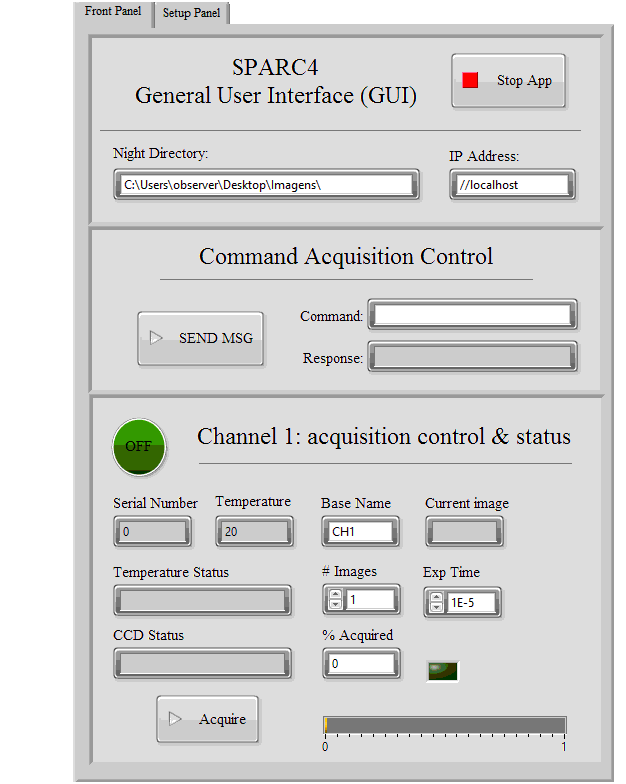 Front Panel
Setup Panel
SPARC4
General User Interface (GUI)
Stop App
Night Directory:
IP Address:
C:\Users\observer\Desktop\Imagens\
//localhost
Command Acquisition Control
SEND MSG
Command:
Response:
OFF
Channel 1: acquisition control & status
Serial Number
Temperature
Base Name
Current image
0
20
CH1
Temperature Status
# Images
Exp Time
1
1E-5
CCD Status
% Acquired
0
Acquire
0
1